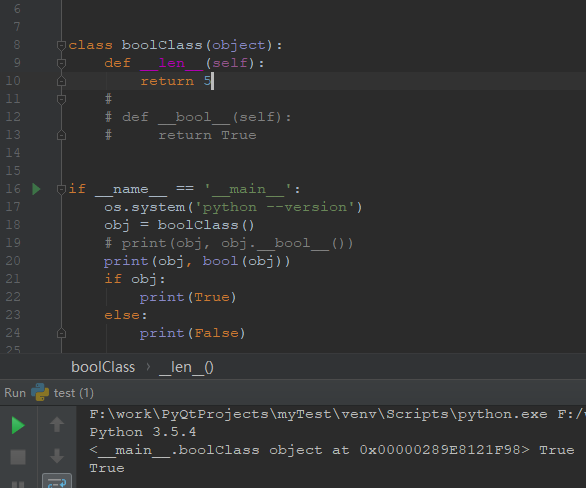 6
7
8 class boolClass(object):
9 def __len__(self):
10 return 5
11 #
12 # def __bool__(self):
13 # return True
14
15
16 if __name__ == '__main__':
17 os.system('python --version')
18 obj = boolClass()
19 # print(obj, obj.__bool__())
20 print(obj, bool(obj))
21 if obj:
22 print(True)
23 else:
24 print(False)
25
boolClass › __len__()
Run test (1)
F:\work\PyQtProjects\myTest\venv\Scripts\python.exe F:/
Python 3.5.4
<__main__.boolClass object at 0x00000289E8121F98> True
True